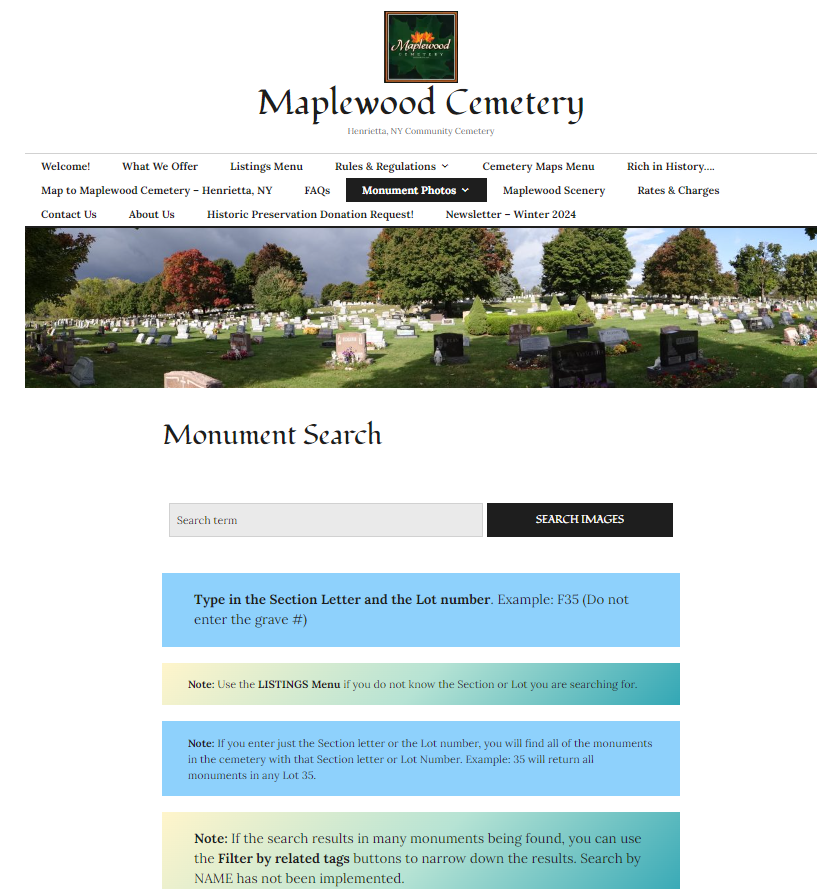 Maplewood
CEMETERY
Maplewood Cemetery
Henrietta, NY Community Cemetery
Welcome! What We Offer Listings Menu Rules & Regulations Cemetery Maps Menu Rich in History....
Map to Maplewood Cemetery – Henrietta, NY FAQs Monument Photos Maplewood Scenery Rates & Charges
Contact Us About Us Historic Preservation Donation Request! Newsletter – Winter 2024
Monument Search
Search term SEARCH IMAGES
Type in the Section Letter and the Lot number. Example: F35 (Do not
enter the grave #)
Note: Use the LISTINGS Menu if you do not know the Section or Lot you are searching for.
Note: If you enter just the Section letter or the Lot number, you will find all of the monuments
in the cemetery with that Section letter or Lot Number. Example: 35 will return all
monuments in any Lot 35.
Note: If the search results in many monuments being found, you can use
the Filter by related tags buttons to narrow down the results. Search by
NAME has not been implemented.